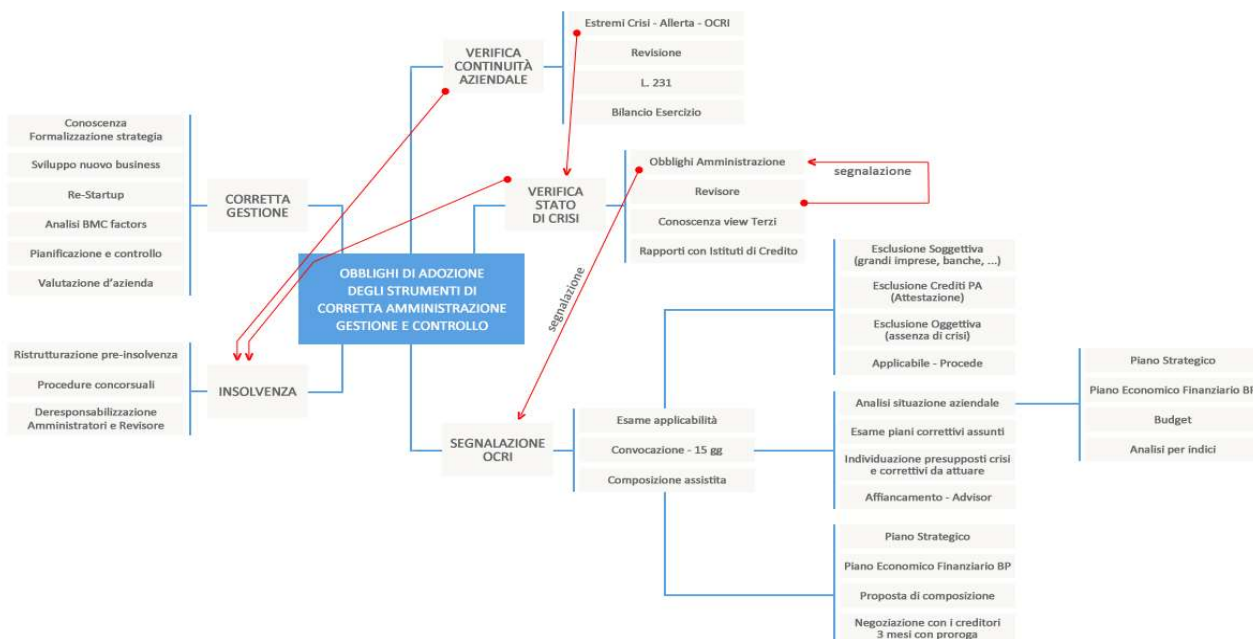 Estremi Crisi - Allerta - OCRI
Revisione
L. 231
Bilancio Esercizio
VERIFICA
CONTINUITÀ
AZIENDALE
Conoscenza
Formalizzazione strategia
Sviluppo nuovo business
Re-Startup
Analisi BMC factors
Pianificazione e controllo
Valutazione d'azienda
CORRETTA
GESTIONE
VERIFICA
STATO
DI CRISI
Obblighi Amministrazione
Revisore
Conoscenza view Terzi
Rapporti con Istituti di Credito
segnalazione
OBBLIGHI DI ADOZIONE
DEGLI STRUMENTI DI
CORRETTA AMMINISTRAZIONE
GESTIONE E CONTROLLO
segnalazione
Ristrutturazione pre-insolvenza
Procedure concorsuali
Deresponsabilizzazione
Amministratori e Revisore
INSOLVENZA
SEGNALAZIONE
OCRI
Esame applicabilità
Convocazione - 15 gg
Composizione assistita
Esclusione Soggettiva
(grandi imprese, banche, ...)
Esclusione Crediti PA
(Attestazione)
Esclusione Oggettiva
(assenza di crisi)
Applicabile - Procede
Analisi situazione aziendale
Esame piani correttivi assunti
Individuazione presupposti crisi
e correttivi da attuare
Affiancamento - Advisor
Piano Strategico
Piano Economico Finanziario BP
Budget
Analisi per indici
Piano Strategico
Piano Economico Finanziario BP
Proposta di composizione
Negoziazione con i creditori
3 mesi con proroga